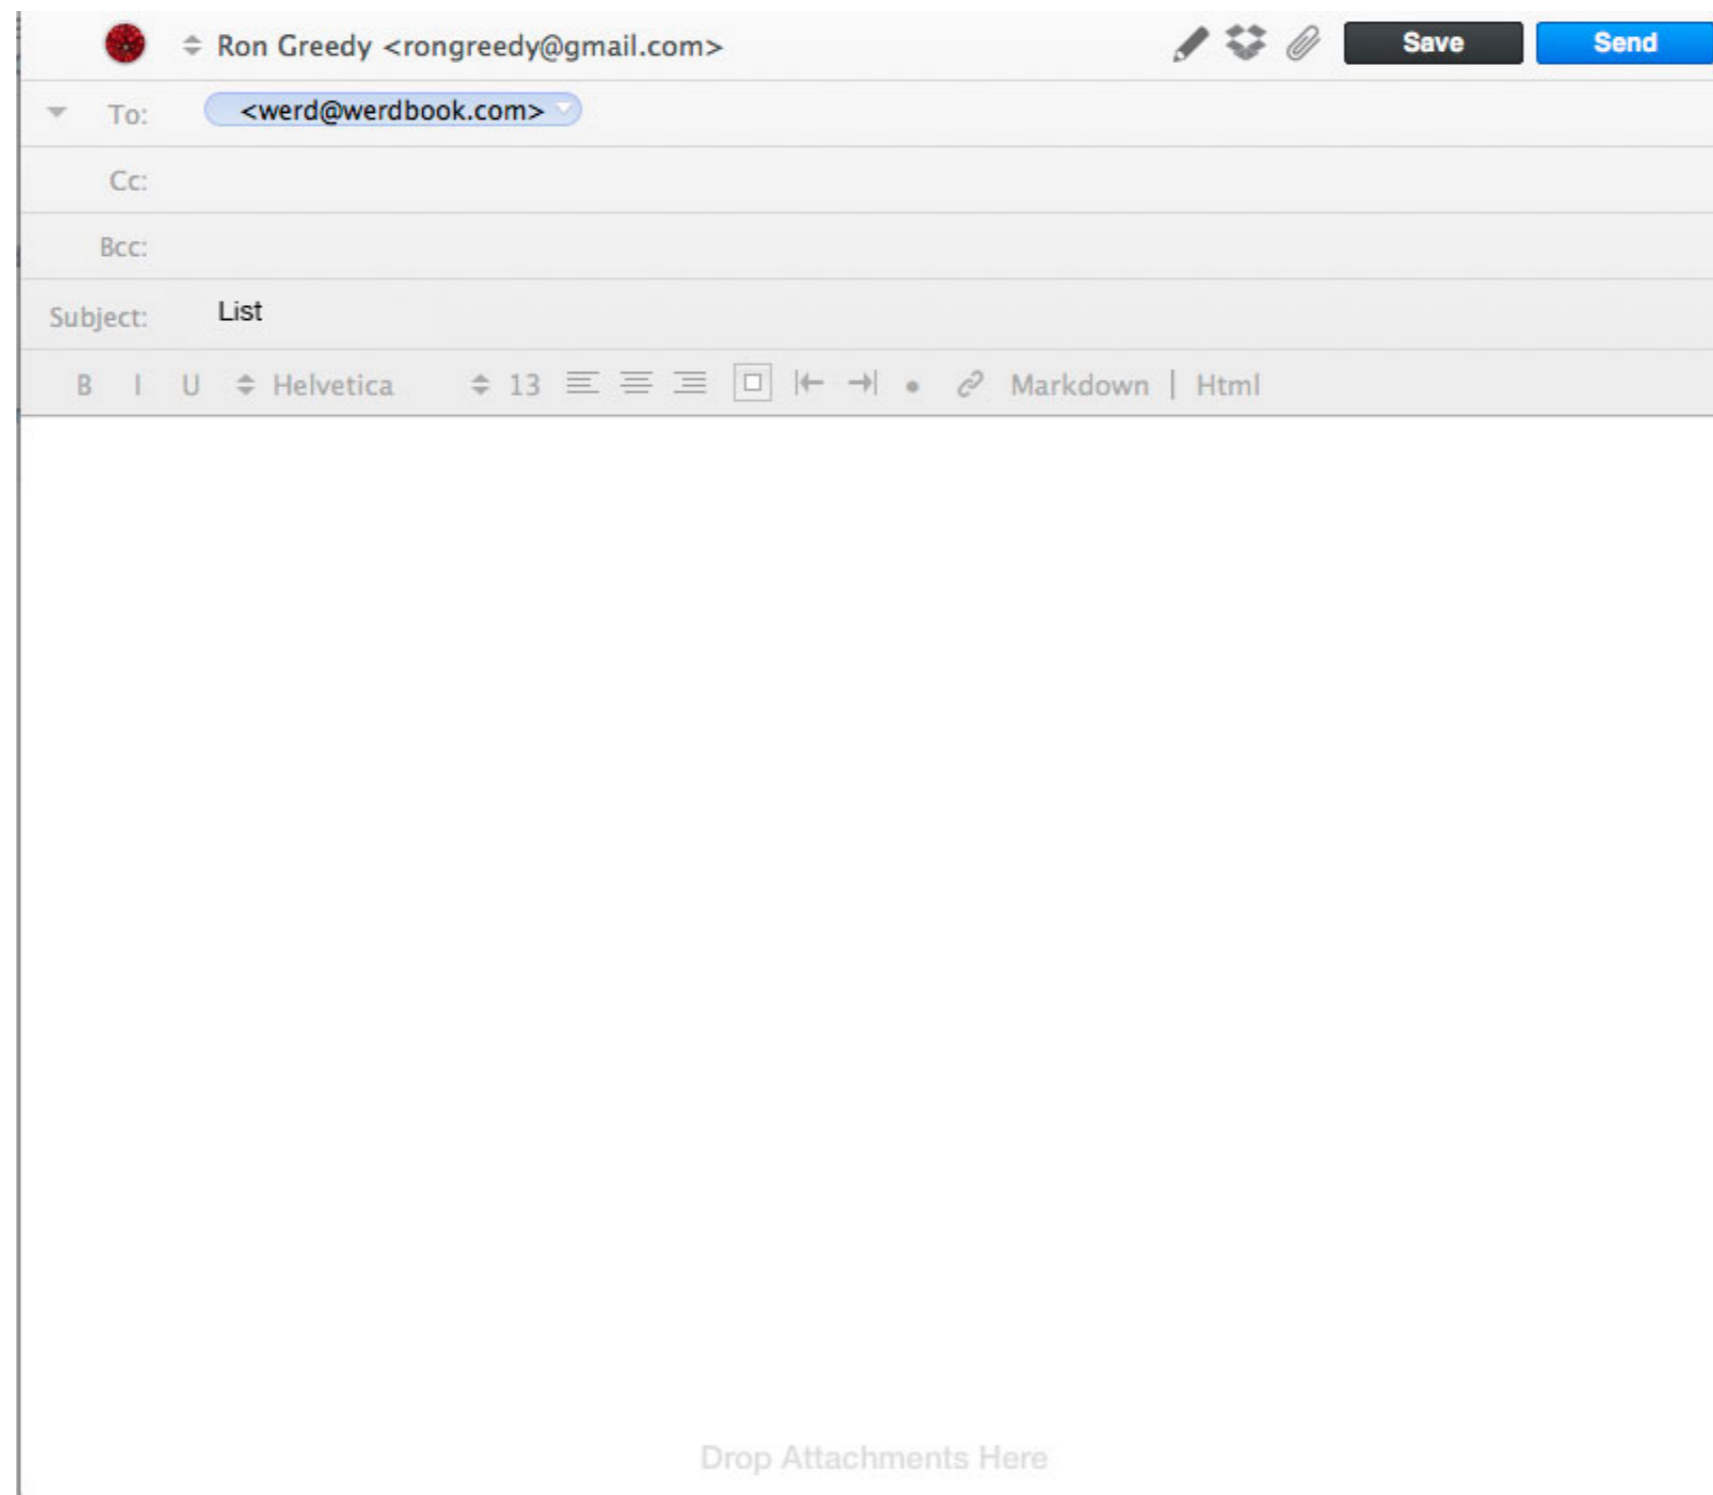 Ron Greedy <rongreedy@gmail.com> Save Send
To: <werd@werdbook.com>
Cc:
Bcc:
Subject: List
B I U Helvetica 13 Markdown | Html
Drop Attachments Here